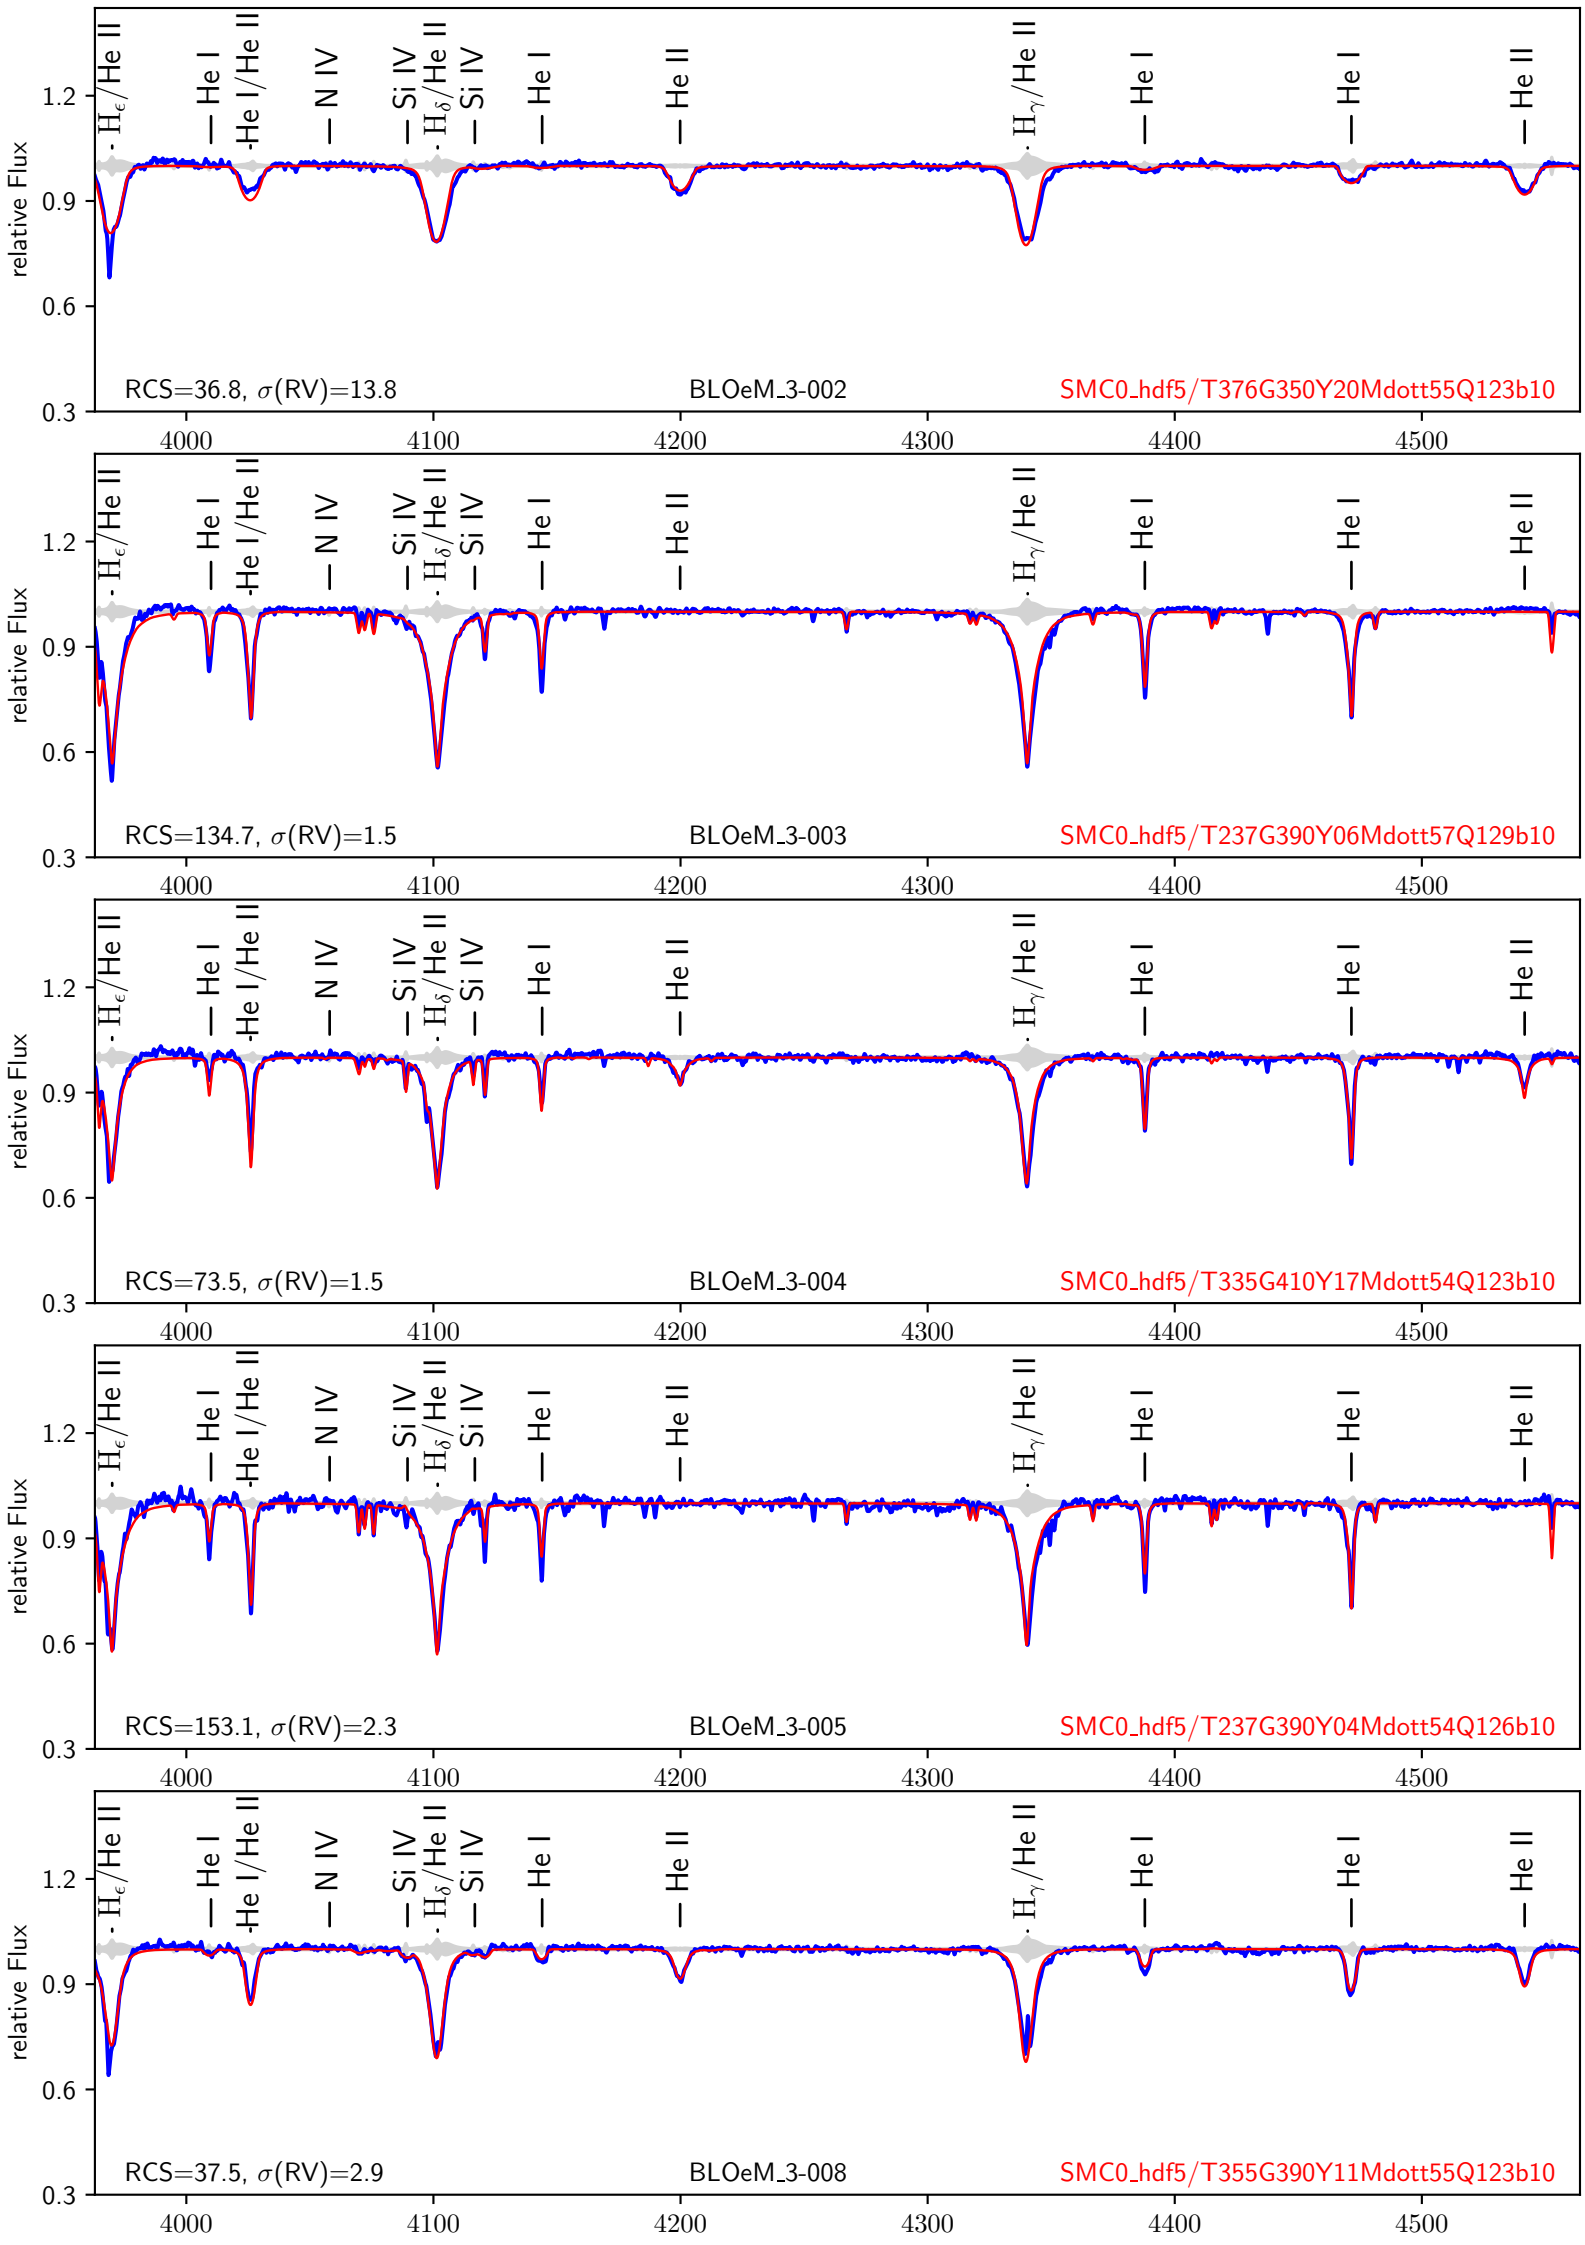 H_ϵ/He II
He I
He I/He II
N IV
Si IV
H_δ/He II
Si IV
He I
He II
H_γ/He II
He I
He I
He II
relative Flux
1.2
0.9
0.6
0.3
RCS=36.8, σ(RV)=13.8 BLOeM_3-002 SMC0_hdf5/T376G350Y20Mdott55Q123b10
4000 4100 4200 4300 4400 4500
H_ϵ/He II
He I
He I/He II
N IV
Si IV
H_δ/He II
Si IV
He I
He II
H_γ/He II
He I
He I
He II
relative Flux
1.2
0.9
0.6
0.3
RCS=134.7, σ(RV)=1.5 BLOeM_3-003 SMC0_hdf5/T237G390Y06Mdott57Q129b10
4000 4100 4200 4300 4400 4500
H_ϵ/He II
He I
He I/He II
N IV
Si IV
H_δ/He II
Si IV
He I
He II
H_γ/He II
He I
He I
He II
relative Flux
1.2
0.9
0.6
0.3
RCS=73.5, σ(RV)=1.5 BLOeM_3-004 SMC0_hdf5/T335G410Y17Mdott54Q123b10
4000 4100 4200 4300 4400 4500
H_ϵ/He II
He I
He I/He II
N IV
Si IV
H_δ/He II
Si IV
He I
He II
H_γ/He II
He I
He I
He II
relative Flux
1.2
0.9
0.6
0.3
RCS=153.1, σ(RV)=2.3 BLOeM_3-005 SMC0_hdf5/T237G390Y04Mdott54Q126b10
4000 4100 4200 4300 4400 4500
H_ϵ/He II
He I
He I/He II
N IV
Si IV
H_δ/He II
Si IV
He I
He II
H_γ/He II
He I
He I
He II
relative Flux
1.2
0.9
0.6
0.3
RCS=37.5, σ(RV)=2.9 BLOeM_3-008 SMC0_hdf5/T355G390Y11Mdott55Q123b10
4000 4100 4200 4300 4400 4500